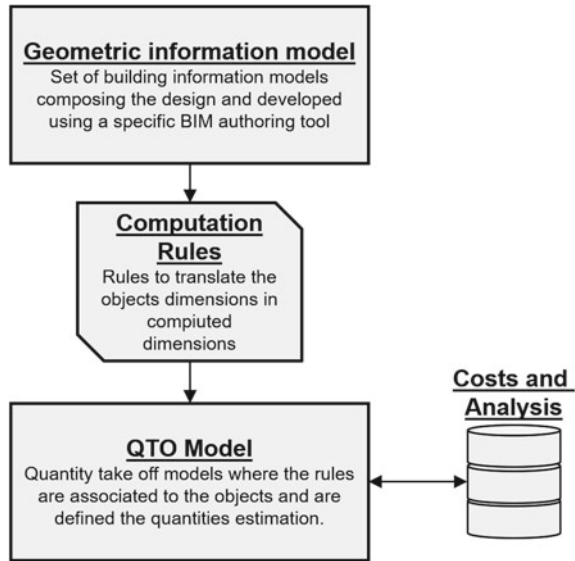 Geometric information model
Set of building information models
composing the design and developed
using a specific BIM authoring tool
Computation
Rules
Rules to translate the
objects dimensions in
compiuted
dimensions
Costs and
Analysis
QTO Model
Quantity take off models where the rules
are associated to the objects and are
defined the quantities estimation.